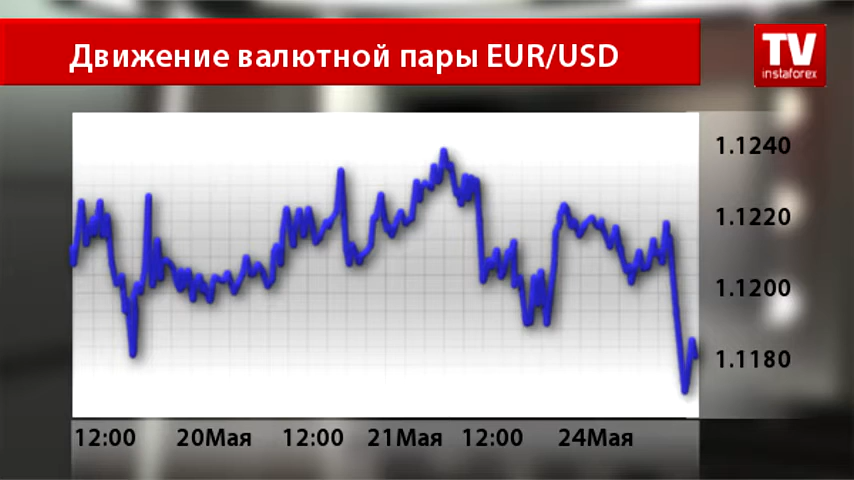 Движение валютной пары EUR/USD
TV
instaforex
1.1240
1.1220
1.1200
1.1180
12:00 20Мая 12:00 21Мая 12:00 24Мая